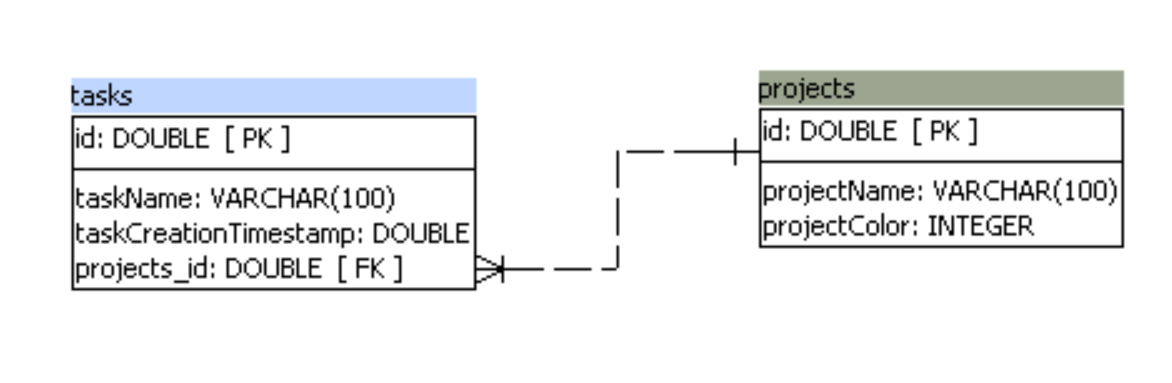 tasks
id: DOUBLE [ PK ]
taskName: VARCHAR(100)
taskCreationTimestamp: DOUBLE
projects_id: DOUBLE [ FK ]
projects
id: DOUBLE [ PK ]
projectName: VARCHAR(100)
projectColor: INTEGER